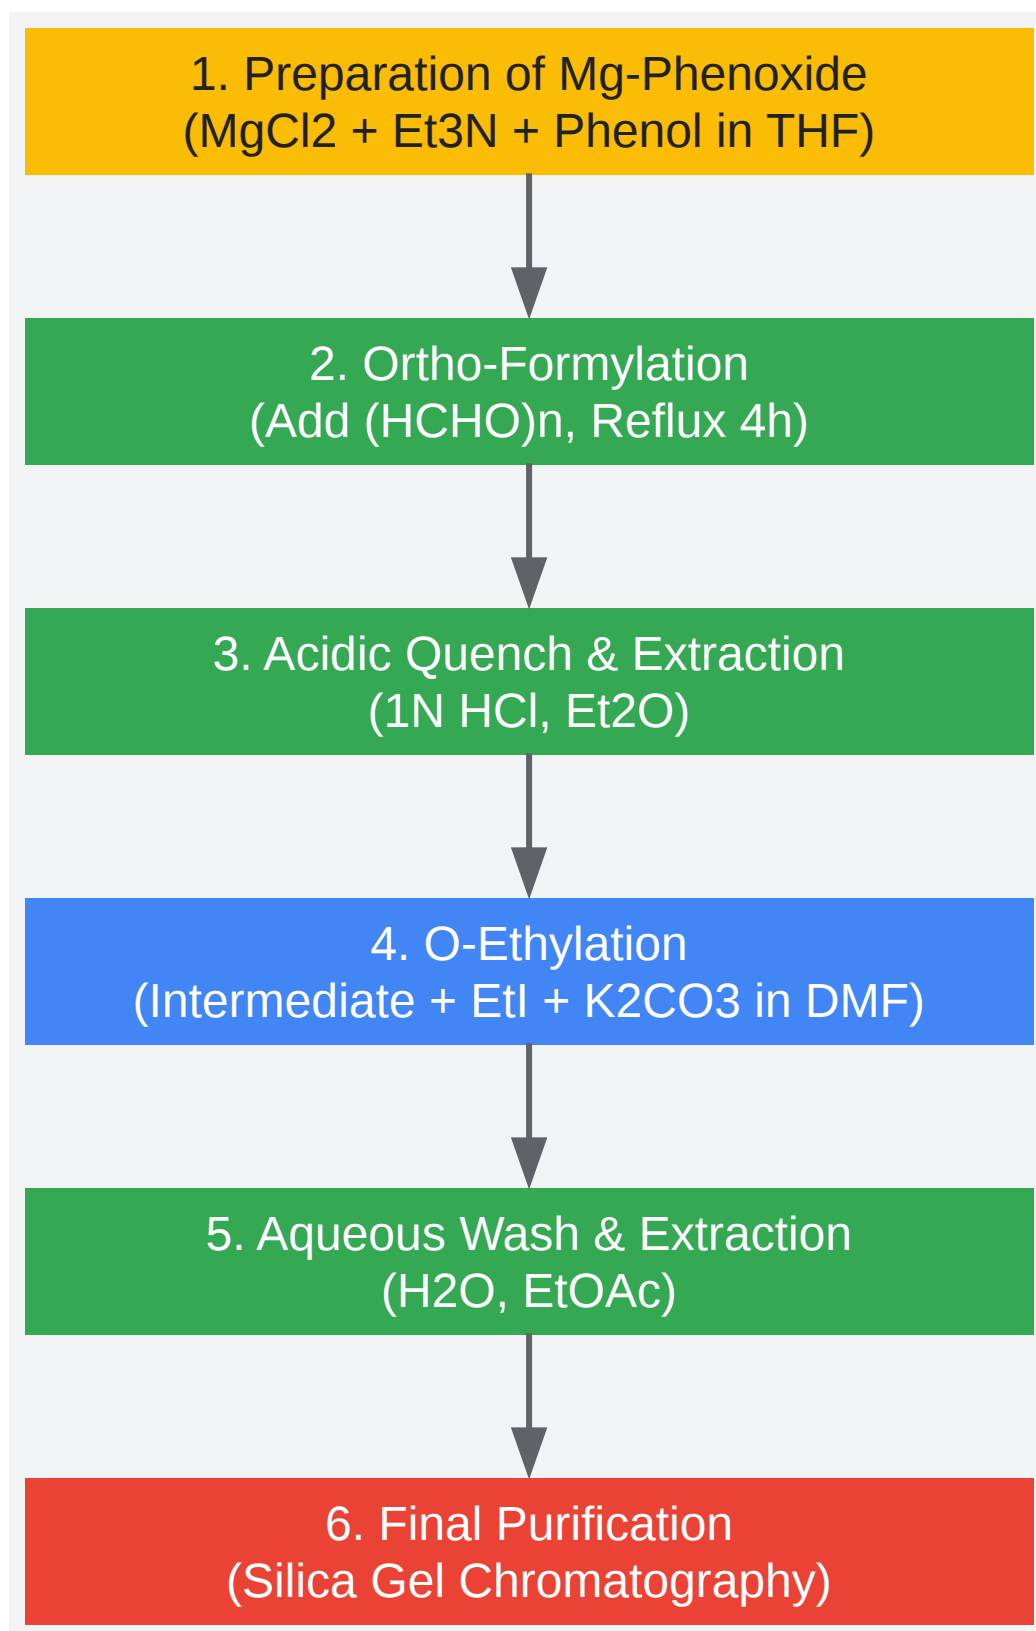 1. Preparation of Mg-Phenoxide
(MgCl2 + Et3N + Phenol in THF)
2. Ortho-Formylation
(Add (HCHO)n, Reflux 4h)
3. Acidic Quench & Extraction
(1N HCl, Et2O)
4. O-Ethylation
(Intermediate + EtI + K2CO3 in DMF)
5. Aqueous Wash & Extraction
(H2O, EtOAc)
6. Final Purification
(Silica Gel Chromatography)